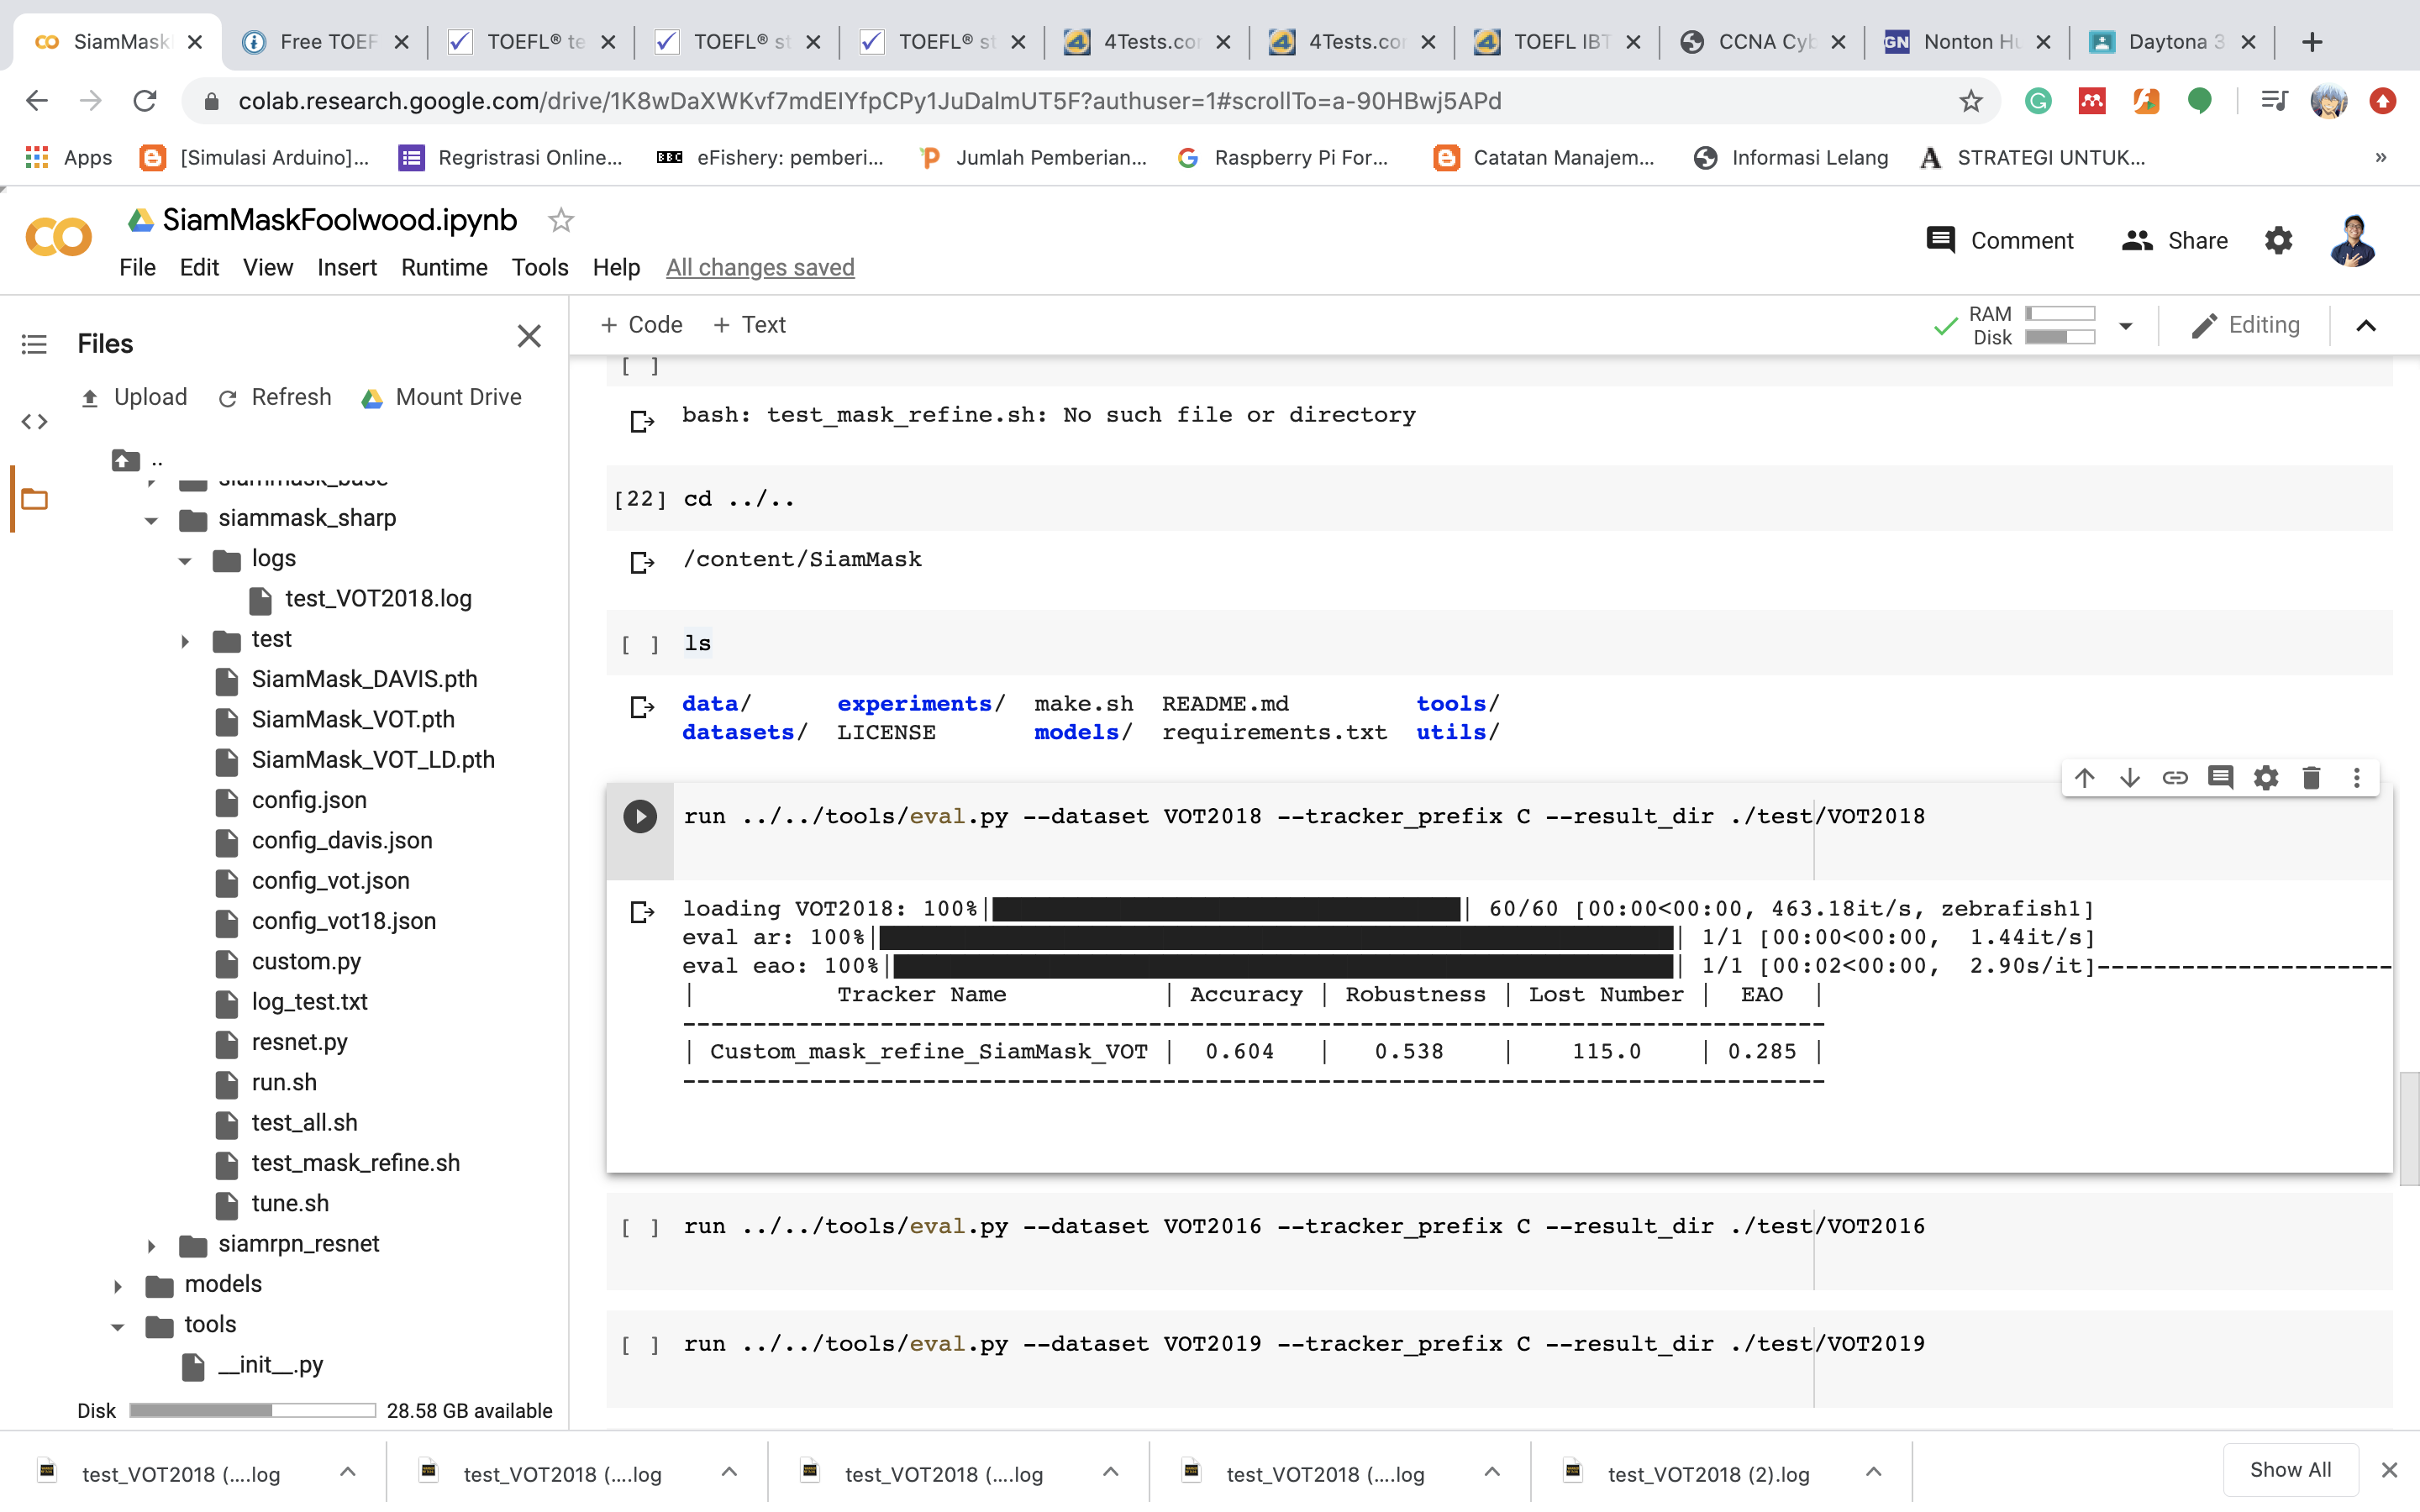 SiamMask
Free TOEF
TOEFL® te
TOEFL® st
TOEFL® st
4Tests.cor
4Tests.cor
TOEFL IBT
CCNA Cyb
GN Nonton Hu
Daytona 3
colab.research.google.com/drive/1K8wDaXWKvf7mdEIYfpCPy1JuDalmUT5F?authuser=1#scrollTo=a-90HBwj5APd
Apps
[Simulasi Arduino]...
Regristrasi Online...
BBC eFishery: pemberi...
Jumlah Pemberian...
Raspberry Pi For...
Catatan Manajem...
Informasi Lelang
STRATEGI UNTUK...
»
SiamMaskFoolwood.ipynb
File Edit View Insert Runtime Tools Help All changes saved
Comment
Share
Files
Upload Refresh Mount Drive
..
siammask_base
siammask_sharp
logs
test_VOT2018.log
test
SiamMask_DAVIS.pth
SiamMask_VOT.pth
SiamMask_VOT_LD.pth
config.json
config_davis.json
config_vot.json
config_vot18.json
custom.py
log_test.txt
resnet.py
run.sh
test_all.sh
test_mask_refine.sh
tune.sh
siamrpn_resnet
models
tools
__init__.py
Disk 28.58 GB available
+ Code + Text
RAM
Disk
Editing
[ ]
bash: test_mask_refine.sh: No such file or directory
[22] cd ../..
/content/SiamMask
[ ] ls
data/ experiments/ make.sh README.md tools/
datasets/ LICENSE models/ requirements.txt utils/
run ../../tools/eval.py --dataset VOT2018 --tracker_prefix C --result_dir ./test/VOT2018
loading VOT2018: 100%| | 60/60 [00:00<00:00, 463.18it/s, zebrafish1]
eval ar: 100%| | 1/1 [00:00<00:00, 1.44it/s]
eval eao: 100%| | 1/1 [00:02<00:00, 2.90s/it]---------------------
| Tracker Name | Accuracy | Robustness | Lost Number | EAO |
---------------------------------------------------------------------------------
| Custom_mask_refine_SiamMask_VOT | 0.604 | 0.538 | 115.0 | 0.285 |
---------------------------------------------------------------------------------
[ ] run ../../tools/eval.py --dataset VOT2016 --tracker_prefix C --result_dir ./test/VOT2016
[ ] run ../../tools/eval.py --dataset VOT2019 --tracker_prefix C --result_dir ./test/VOT2019
test_VOT2018 (....log
test_VOT2018 (....log
test_VOT2018 (....log
test_VOT2018 (....log
test_VOT2018 (2).log
Show All